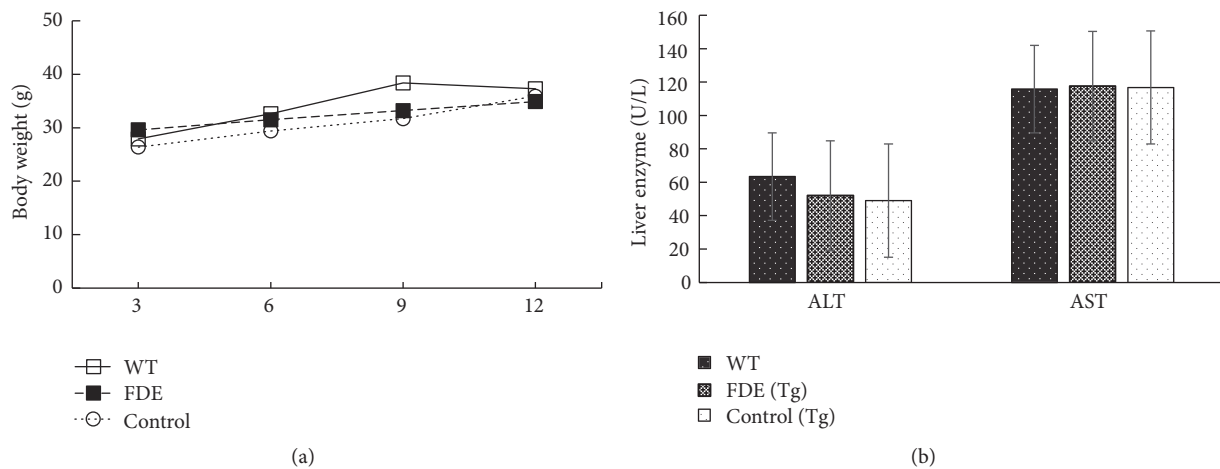 50
40
30
20
10
0
Body weight (g)
3 6 9 12
WT
FDE
Control
(a)
160
140
120
100
80
60
40
20
0
Liver enzyme (U/L)
ALT AST
WT
FDE (Tg)
Control (Tg)
(b)